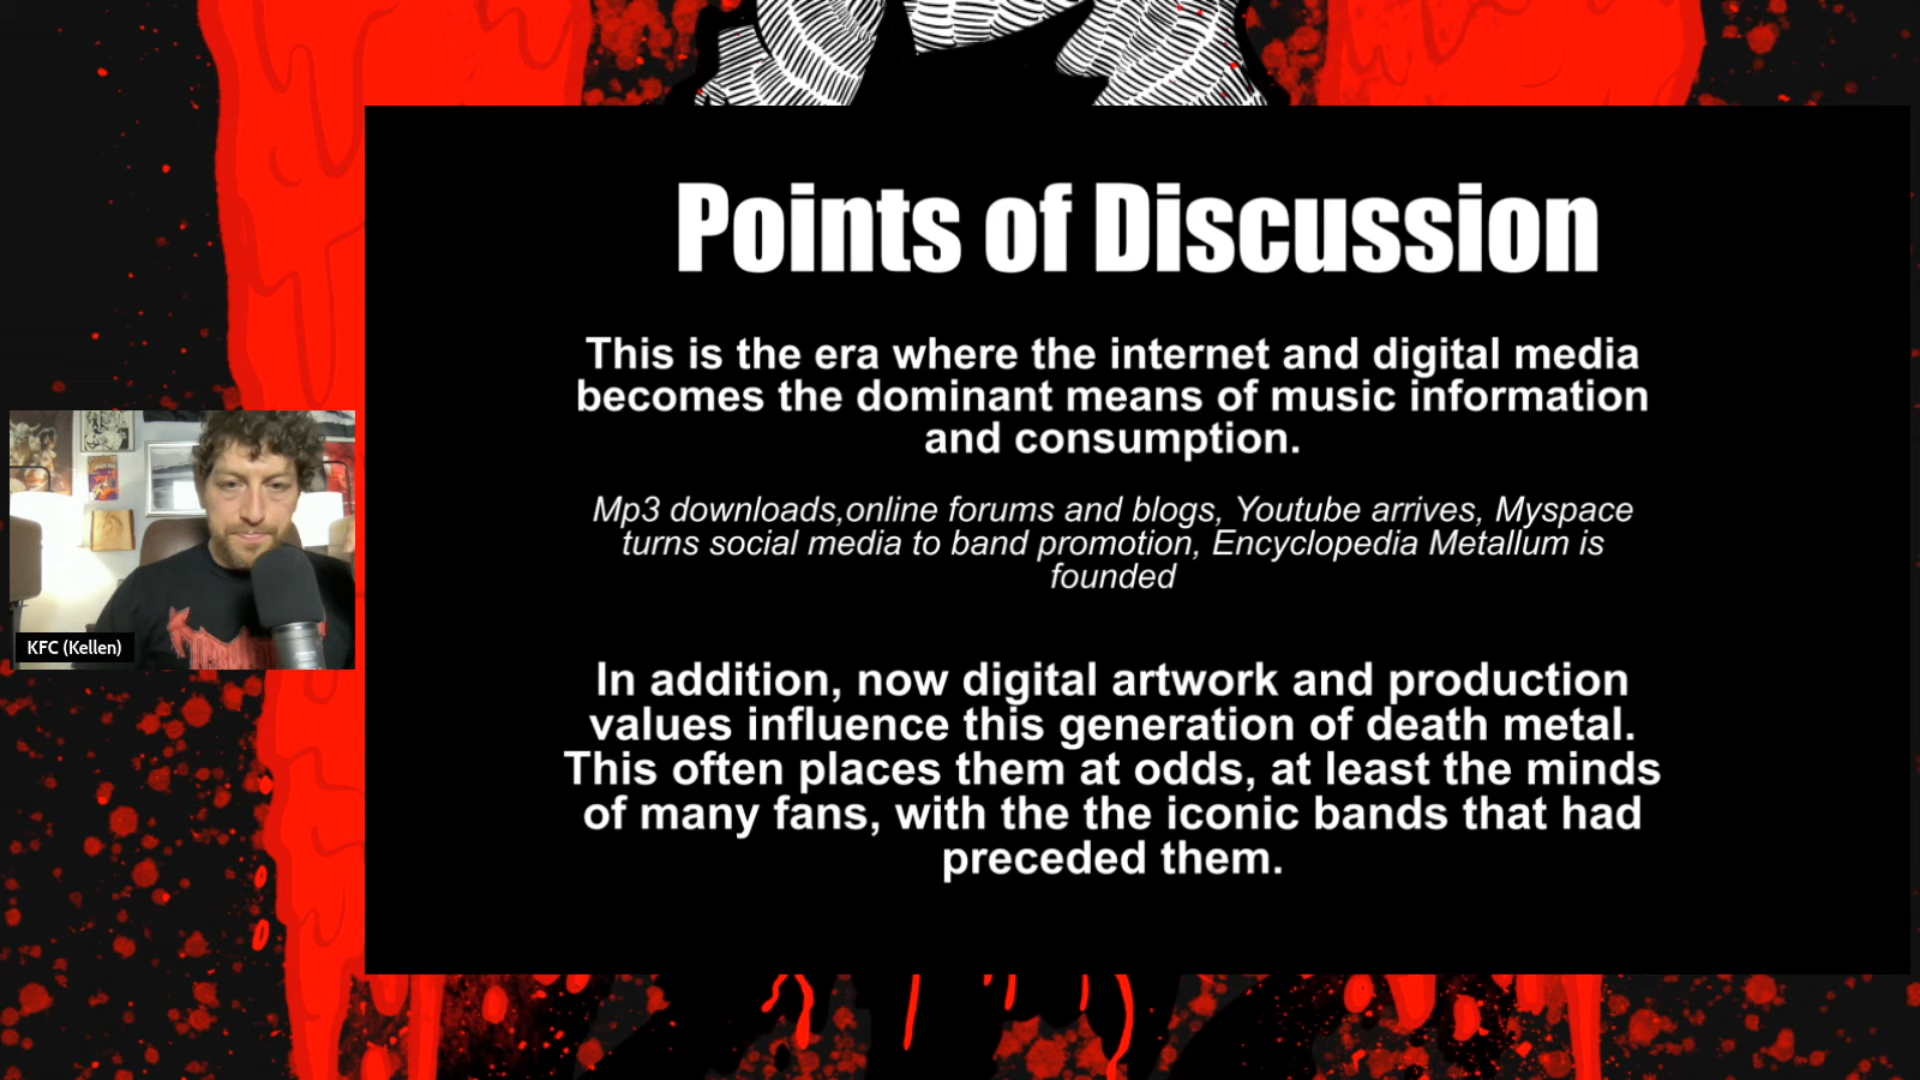 Points of Discussion
This is the era where the internet and digital media
becomes the dominant means of music information
and consumption.
Mp3 downloads,online forums and blogs, Youtube arrives, Myspace
turns social media to band promotion, Encyclopedia Metallum is
founded
KFC (Kellen)
In addition, now digital artwork and production
values influence this generation of death metal.
This often places them at odds, at least the minds
of many fans, with the the iconic bands that had
preceded them.